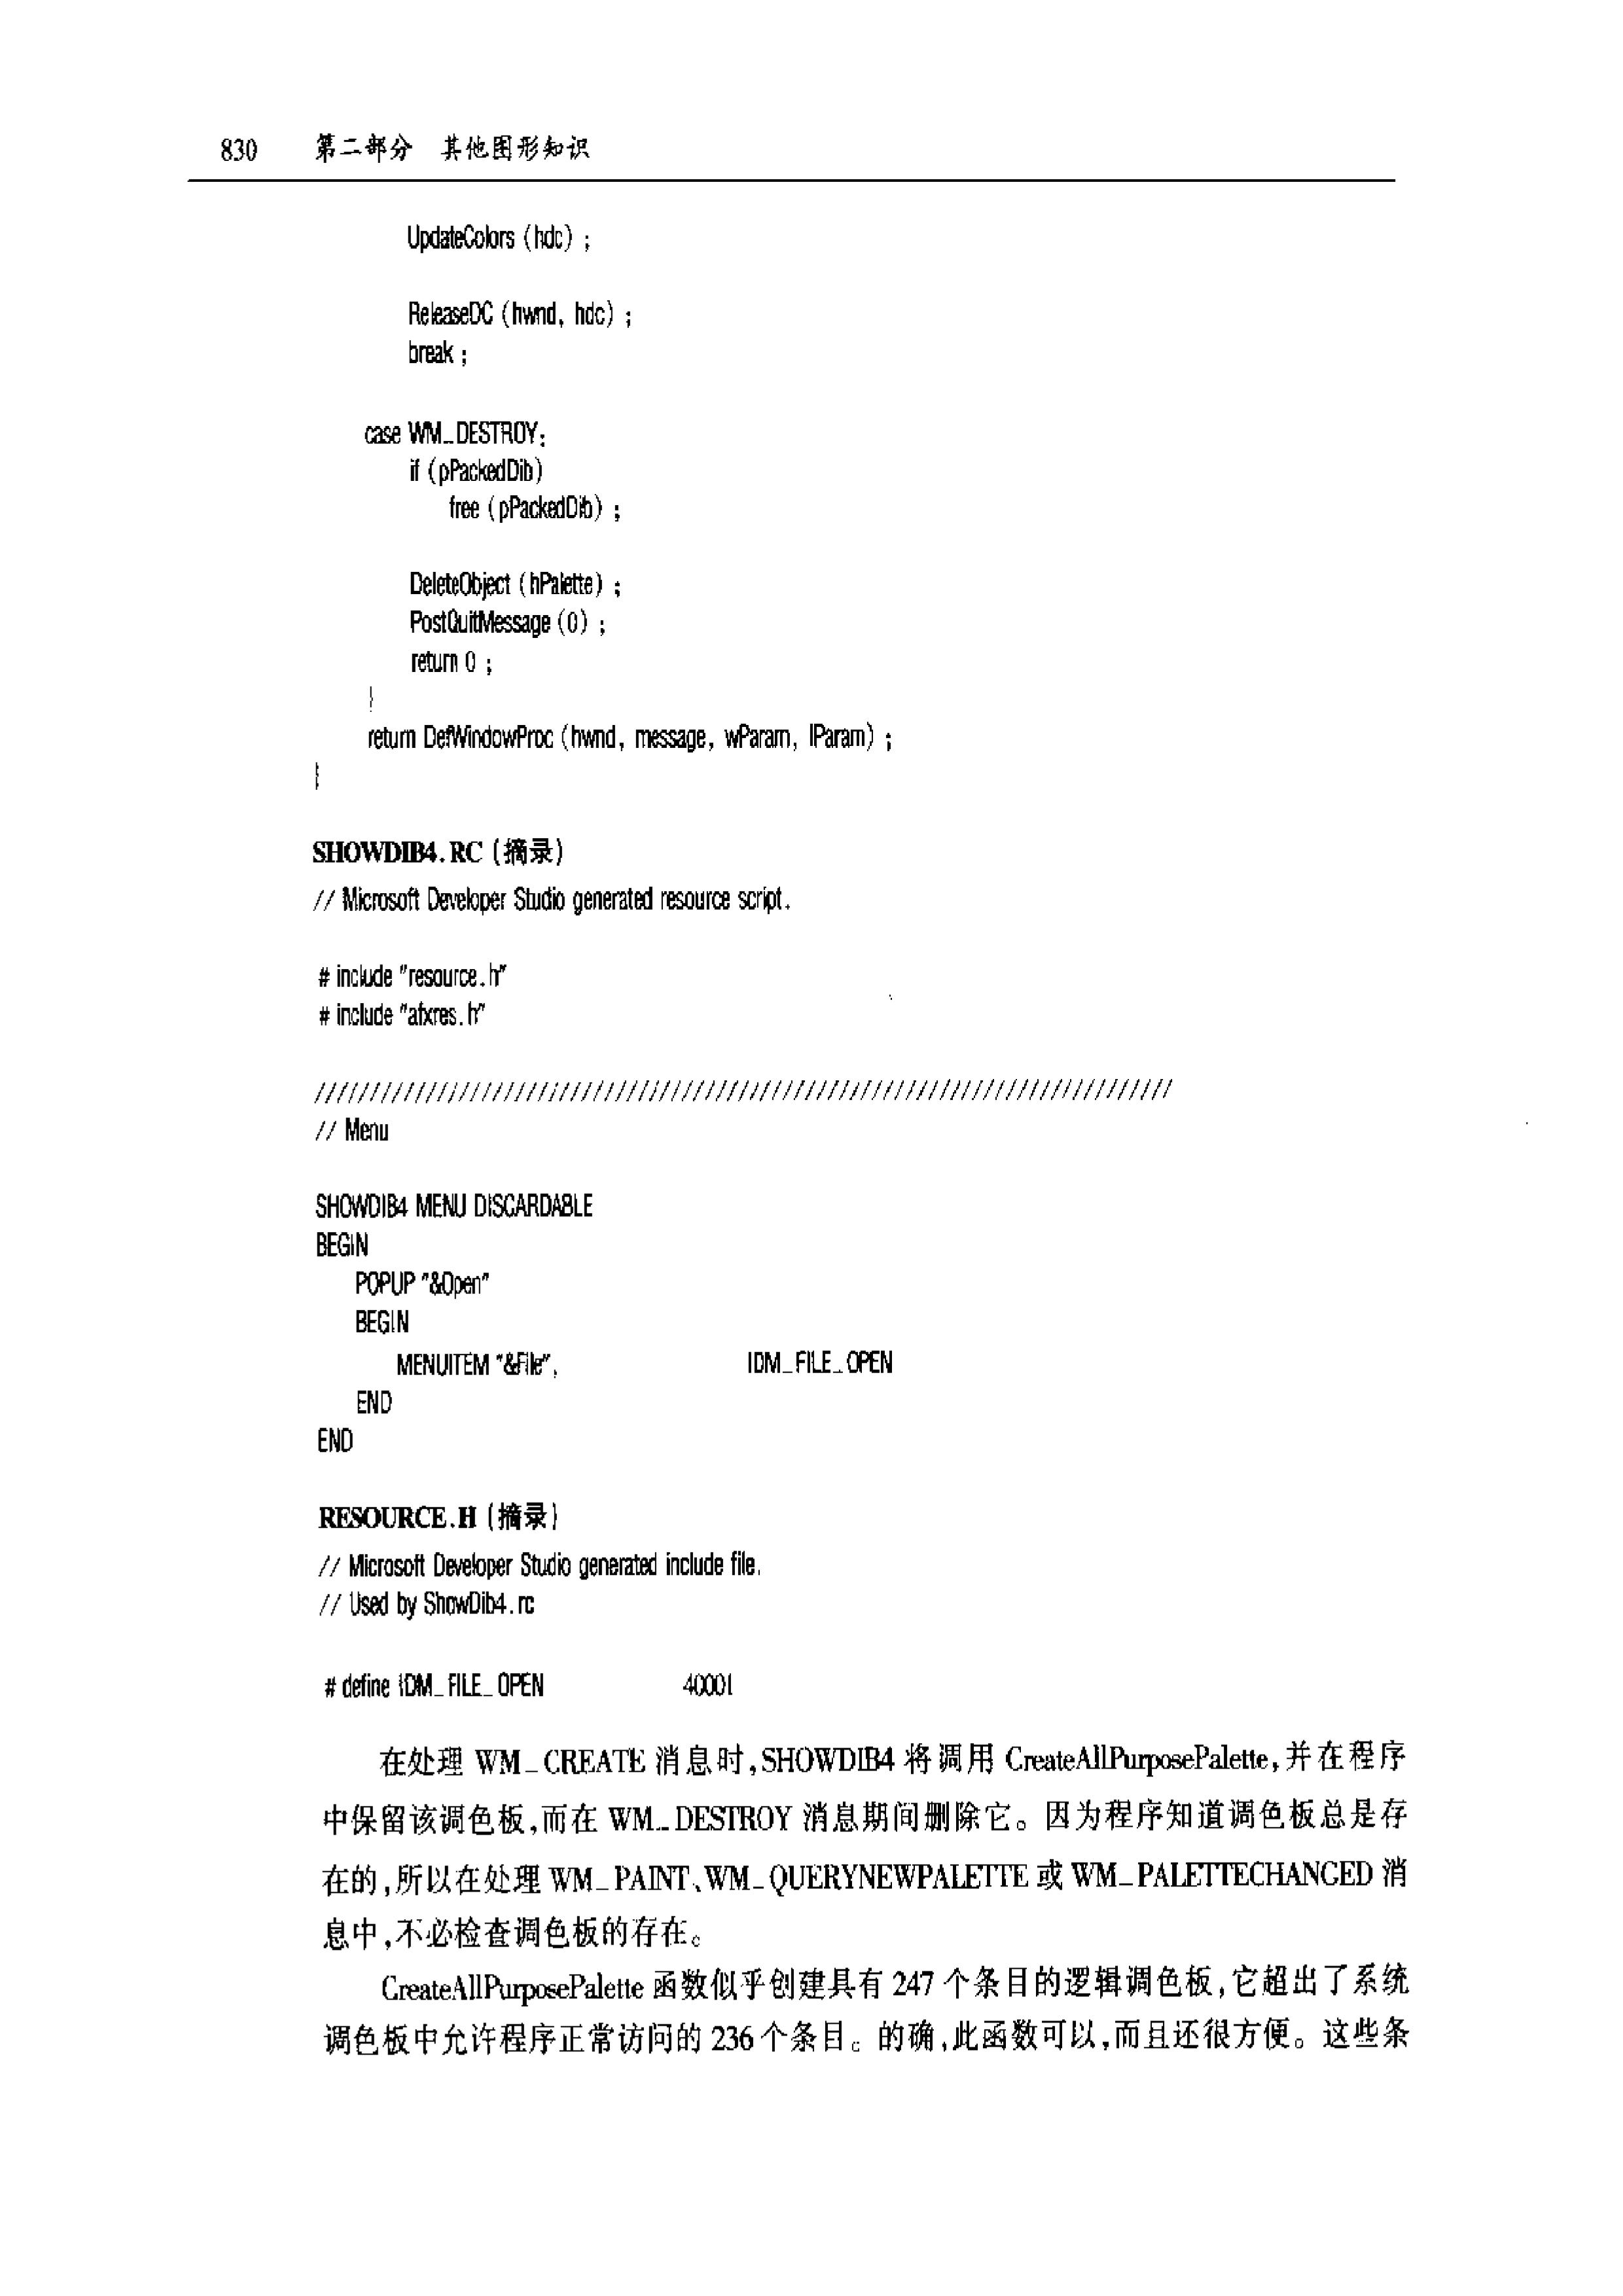 830 第二部分 其他图形知识
UpdateColors (hdc) ;
ReleaseDC (hwnd, hdc) ;
break ;
case WM_DESTROY:
if (pPackedDib)
free (pPackedDib) ;
DeleteObject (hPalette) ;
PostQuitMessage (0) ;
return 0 ;
}
return DefWindowProc (hwnd, message, wParam, lParam) ;
}
SHOWDIB4.RC (摘录)
// Microsoft Developer Studio generated resource script.
# include "resource.h"
# include "afxres.h"
/////////////////////////////////////////////////////////////////////////////
// Menu
SHOWDIB4 MENU DISCARDABLE
BEGIN
POPUP "&Open"
BEGIN
MENUITEM "&File", IDM_FILE_OPEN
END
END
RESOURCE.H (摘录)
// Microsoft Developer Studio generated include file.
// Used by ShowDib4.rc
# define IDM_FILE_OPEN 40001
在处理 WM_CREATE 消息时,SHOWDIB4 将调用 CreateAllPurposePalette,并在程序
中保留该调色板,而在 WM_DESTROY 消息期间删除它。因为程序知道调色板总是存
在的,所以在处理 WM_PAINT、WM_QUERYNEWPALETTE 或 WM_PALETTECHANGED 消
息中,不必检查调色板的存在。
CreateAllPurposePalette 函数似乎创建具有 247 个条目的逻辑调色板,它超出了系统
调色板中允许程序正常访问的 236 个条目。的确,此函数可以,而且还很方便。这些条